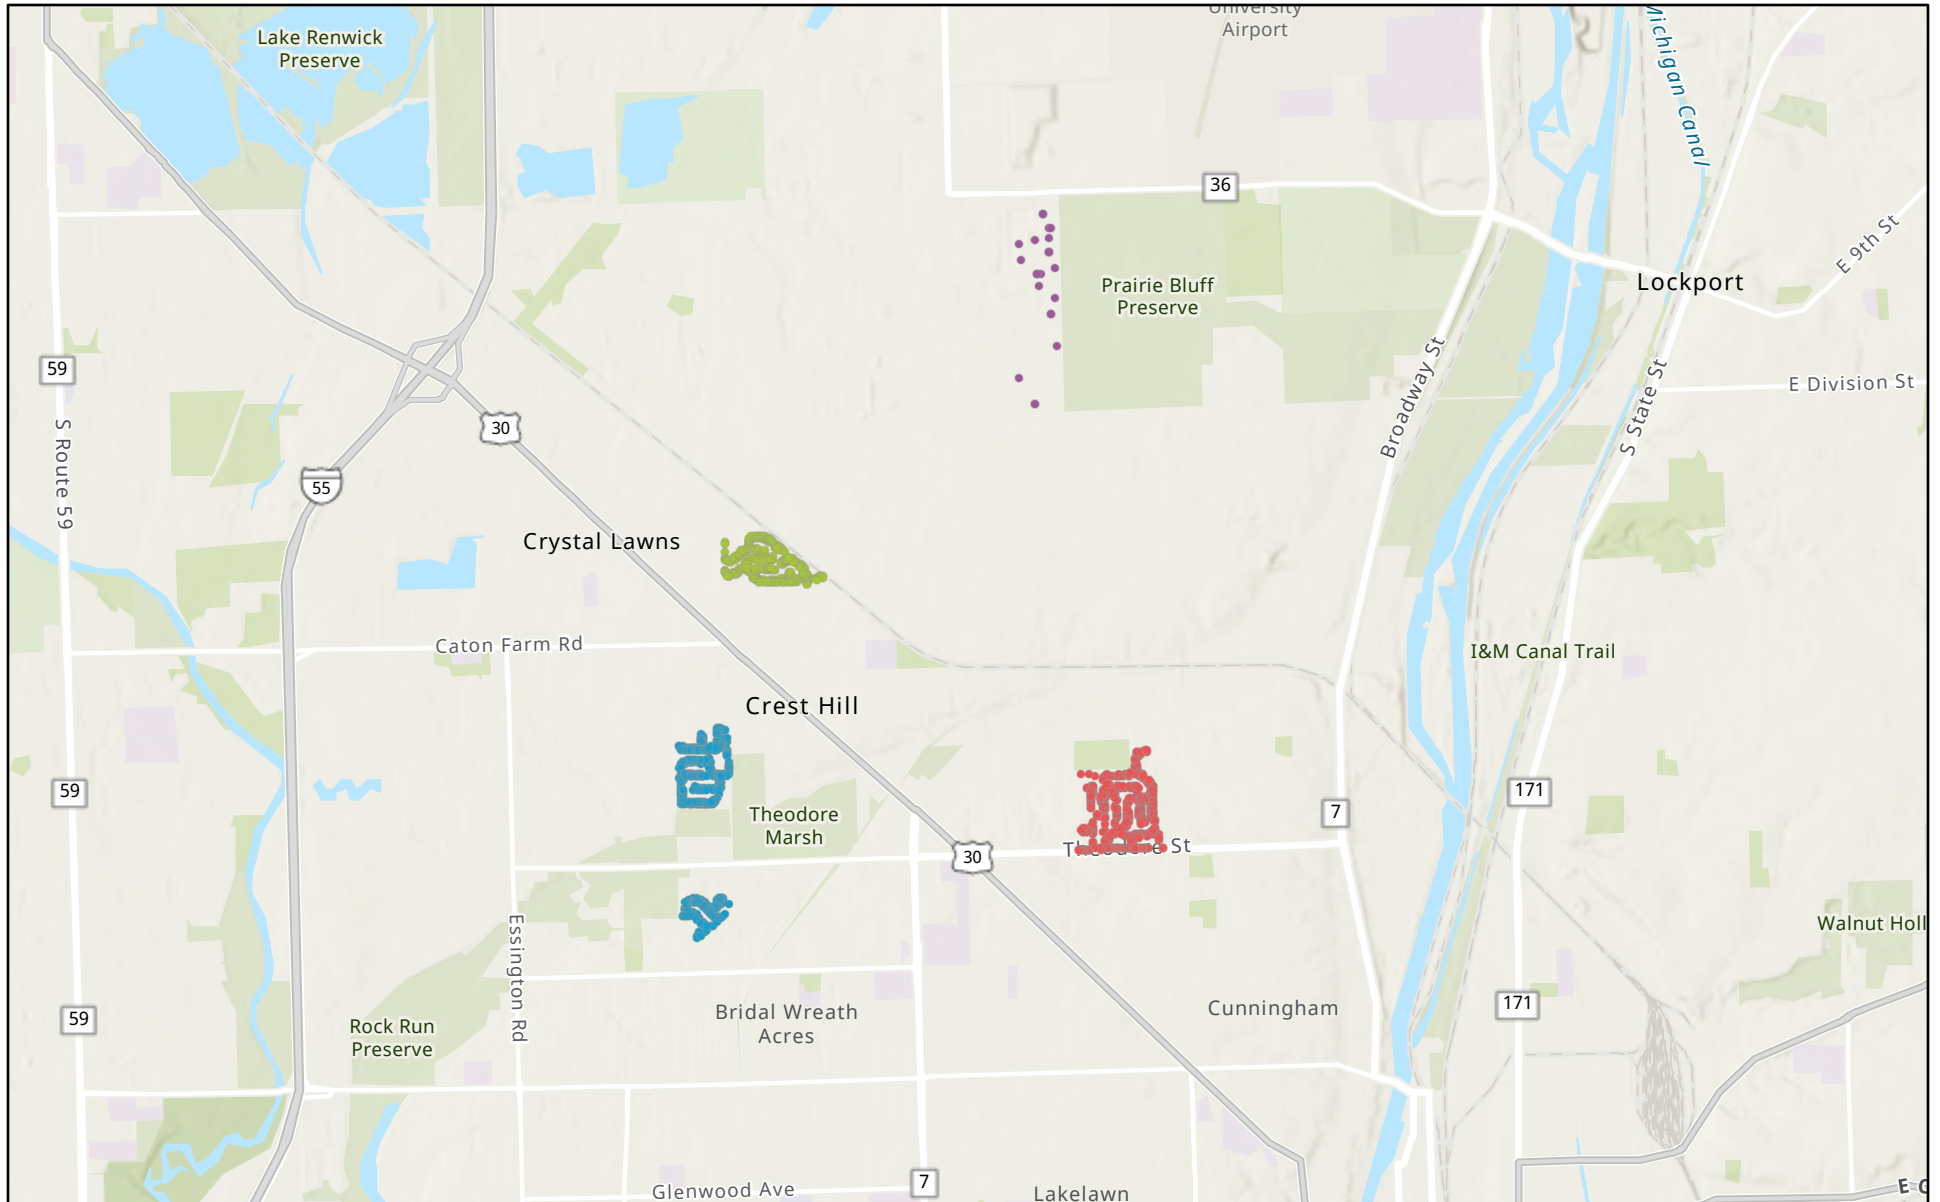 University
Airport
Lake Renwick
Preserve
Michigan Canal
36
E 9th St
Lockport
Prairie Bluff
Preserve
59
E Division St
Broadway St
S State St
30
S Route 59
55
Crystal Lawns
Caton Farm Rd
I&M Canal Trail
Crest Hill
59
171
7
Theodore
Marsh
Theodore St
30
Essington Rd
Walnut Holl
171
59
Bridal Wreath
Acres
Cunningham
Rock Run
Preserve
7
Glenwood Ave
Lakelawn